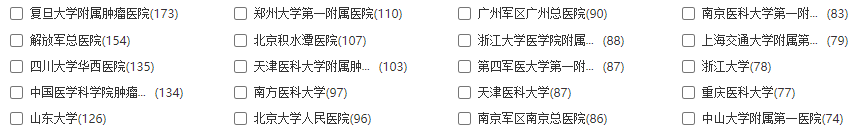 复旦大学附属肿瘤医院(173) 郑州大学第一附属医院(110) 广州军区广州总医院(90) 南京医科大学第一附... (83)
解放军总医院(154) 北京积水潭医院(107) 浙江大学医学院附属... (88) 上海交通大学附属第... (79)
四川大学华西医院(135) 天津医科大学附属肿... (103) 第四军医大学第一附... (87) 浙江大学(78)
中国医学科学院肿瘤... (134) 南方医科大学(97) 天津医科大学(87) 重庆医科大学(77)
山东大学(126) 北京大学人民医院(96) 南京军区南京总医院(86) 中山大学附属第一医院(74)